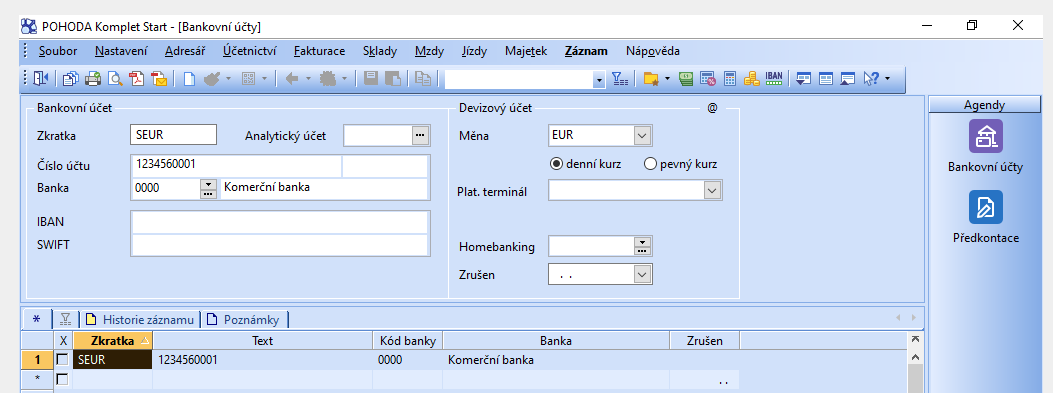 POHODA Komplet Start - [Bankovní účty]
Soubor Nastavení Adresář Účetnictví Fakturace Sklady Mzdy Jízdy Majetek Záznam Nápověda
IBAN
Bankovní účet
Devizový účet @
Agendy
Zkratka SEUR Analytický účet ...
Měna EUR
Bankovní účty
Číslo účtu 1234560001
denní kurz pevný kurz
Banka 0000 Komerční banka
Plat. terminál
Předkontace
IBAN
SWIFT
Homebanking
Zrušen . .
* Historie záznamu Poznámky
X Zkratka Text Kód banky Banka Zrušen
1 SEUR 1234560001 0000 Komerční banka
* . .